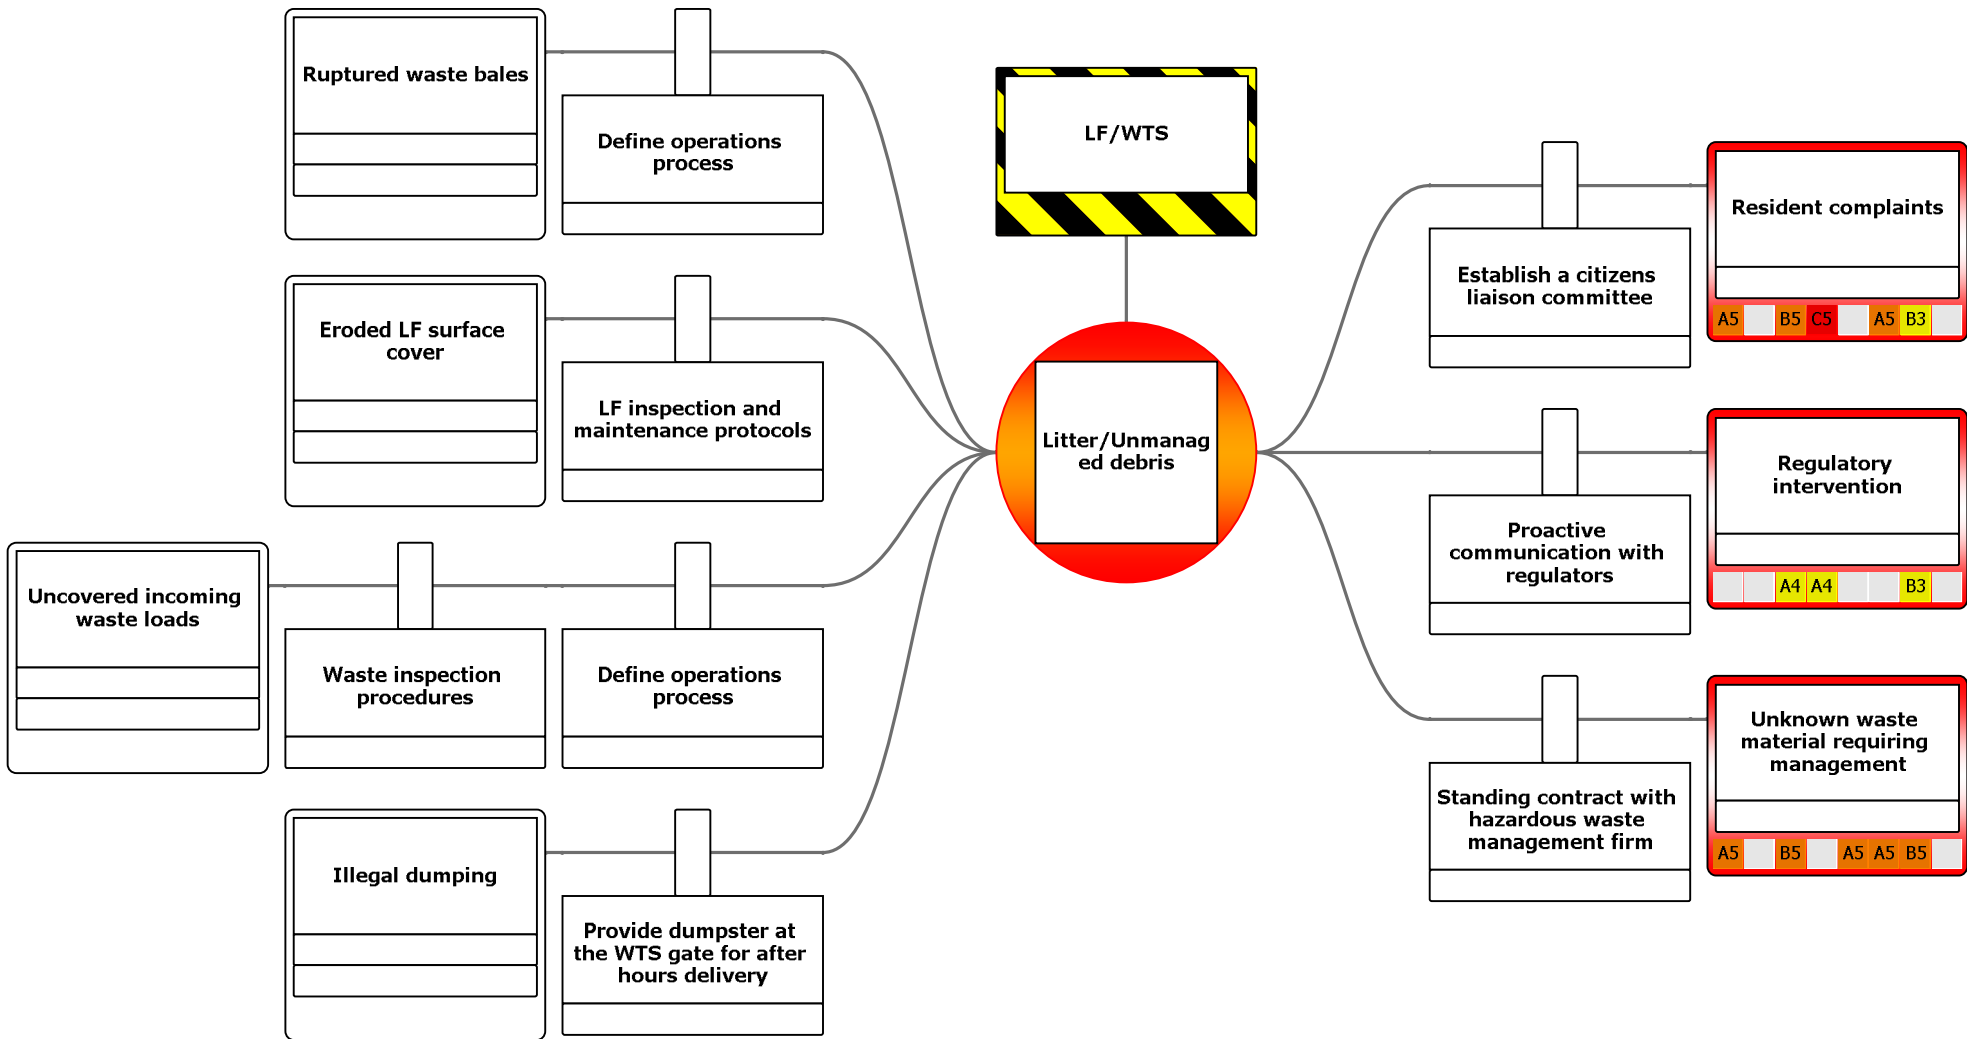 Ruptured waste bales
Define operations
process
LF/WTS
Eroded LF surface
cover
LF inspection and
maintenance protocols
Uncovered incoming
waste loads
Waste inspection
procedures
Define operations
process
Illegal dumping
Provide dumpster at
the WTS gate for after
hours delivery
Litter/Unmanag
ed debris
Establish a citizens
liaison committee
Resident complaints
A5 B5 C5 A5 B3
Proactive
communication with
regulators
Regulatory
intervention
A4 A4 B3
Standing contract with
hazardous waste
management firm
Unknown waste
material requiring
management
A5 B5 A5 A5 B5